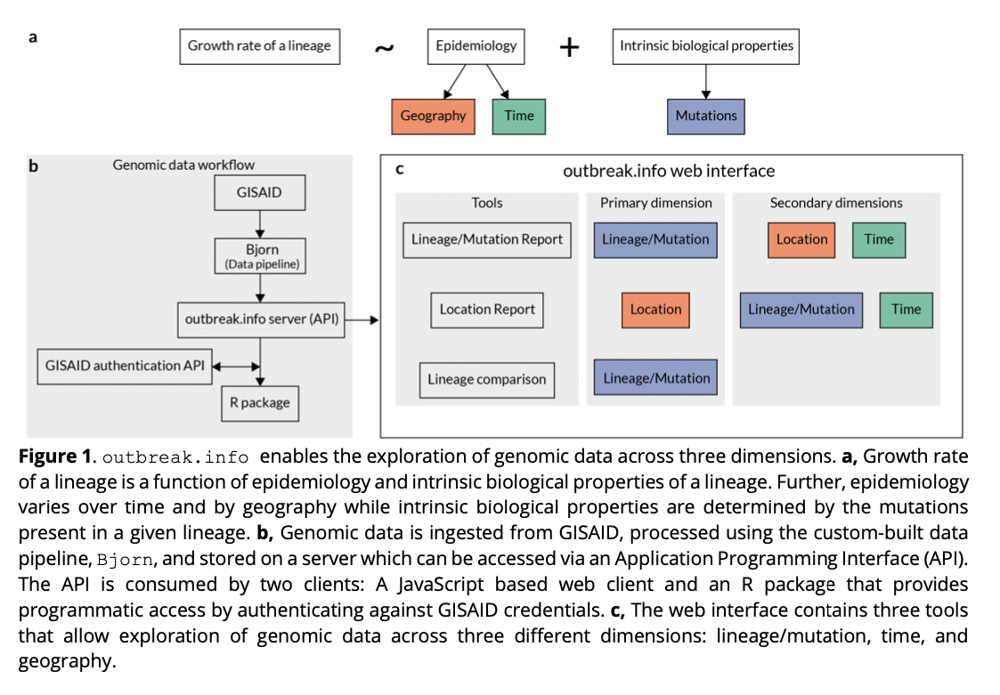 a
Growth rate of a lineage ~ Epidemiology + Intrinsic biological properties
Geography Time Mutations
b Genomic data workflow
GISAID
Bjorn
(Data pipeline)
outbreak.info server (API)
GISAID authentication API
R package
c outbreak.info web interface
Tools Primary dimension Secondary dimensions
Lineage/Mutation Report Lineage/Mutation Location Time
Location Report Location Lineage/Mutation Time
Lineage comparison Lineage/Mutation
Figure 1. outbreak.info enables the exploration of genomic data across three dimensions. a, Growth rate
of a lineage is a function of epidemiology and intrinsic biological properties of a lineage. Further, epidemiology
varies over time and by geography while intrinsic biological properties are determined by the mutations
present in a given lineage. b, Genomic data is ingested from GISAID, processed using the custom-built data
pipeline, Bjorn, and stored on a server which can be accessed via an Application Programming Interface (API).
The API is consumed by two clients: A JavaScript based web client and an R package that provides
programmatic access by authenticating against GISAID credentials. c, The web interface contains three tools
that allow exploration of genomic data across three different dimensions: lineage/mutation, time, and
geography.